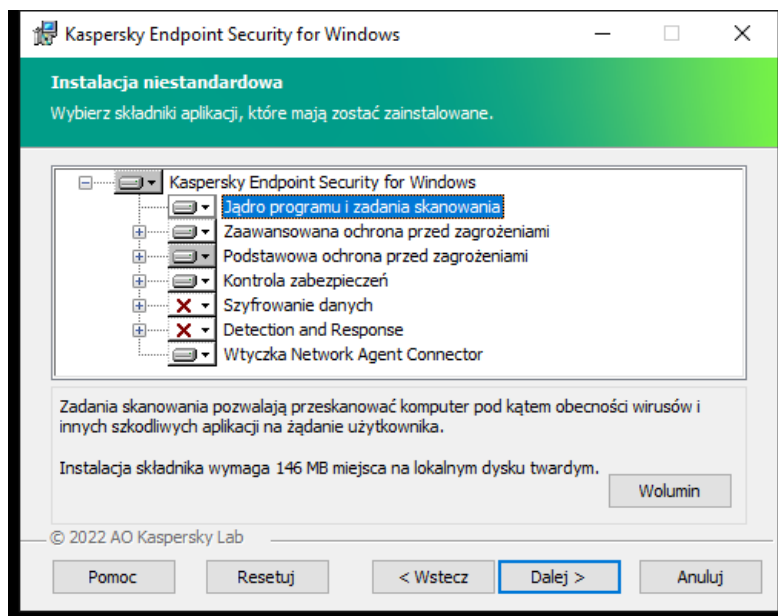 Kaspersky Endpoint Security for Windows
Instalacja niestandardowa
Wybierz składniki aplikacji, które mają zostać zainstalowane.
Kaspersky Endpoint Security for Windows
Jądro programu i zadania skanowania
Zaawansowana ochrona przed zagrożeniami
Podstawowa ochrona przed zagrożeniami
Kontrola zabezpieczeń
Szyfrowanie danych
Detection and Response
Wtyczka Network Agent Connector
Zadania skanowania pozwalają przeskanować komputer pod kątem obecności wirusów i
innych szkodliwych aplikacji na żądanie użytkownika.
Instalacja składnika wymaga 146 MB miejsca na lokalnym dysku twardym.
Wolumin
© 2022 AO Kaspersky Lab
Pomoc
Resetuj
< Wstecz
Dalej >
Anuluj